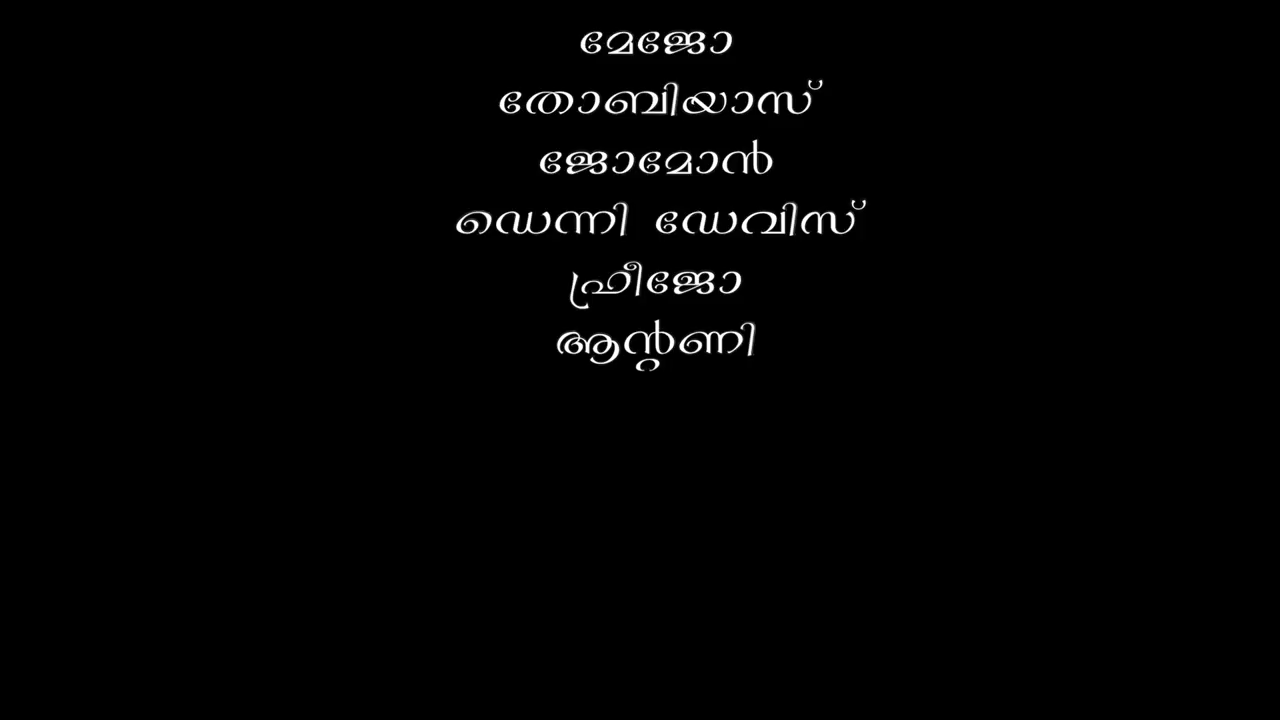 മേജോ
തോബിയാസ്
ജോമോൻ
ഡെന്നി ഡേവിസ്
ഫ്രീജോ
ആന്റണി